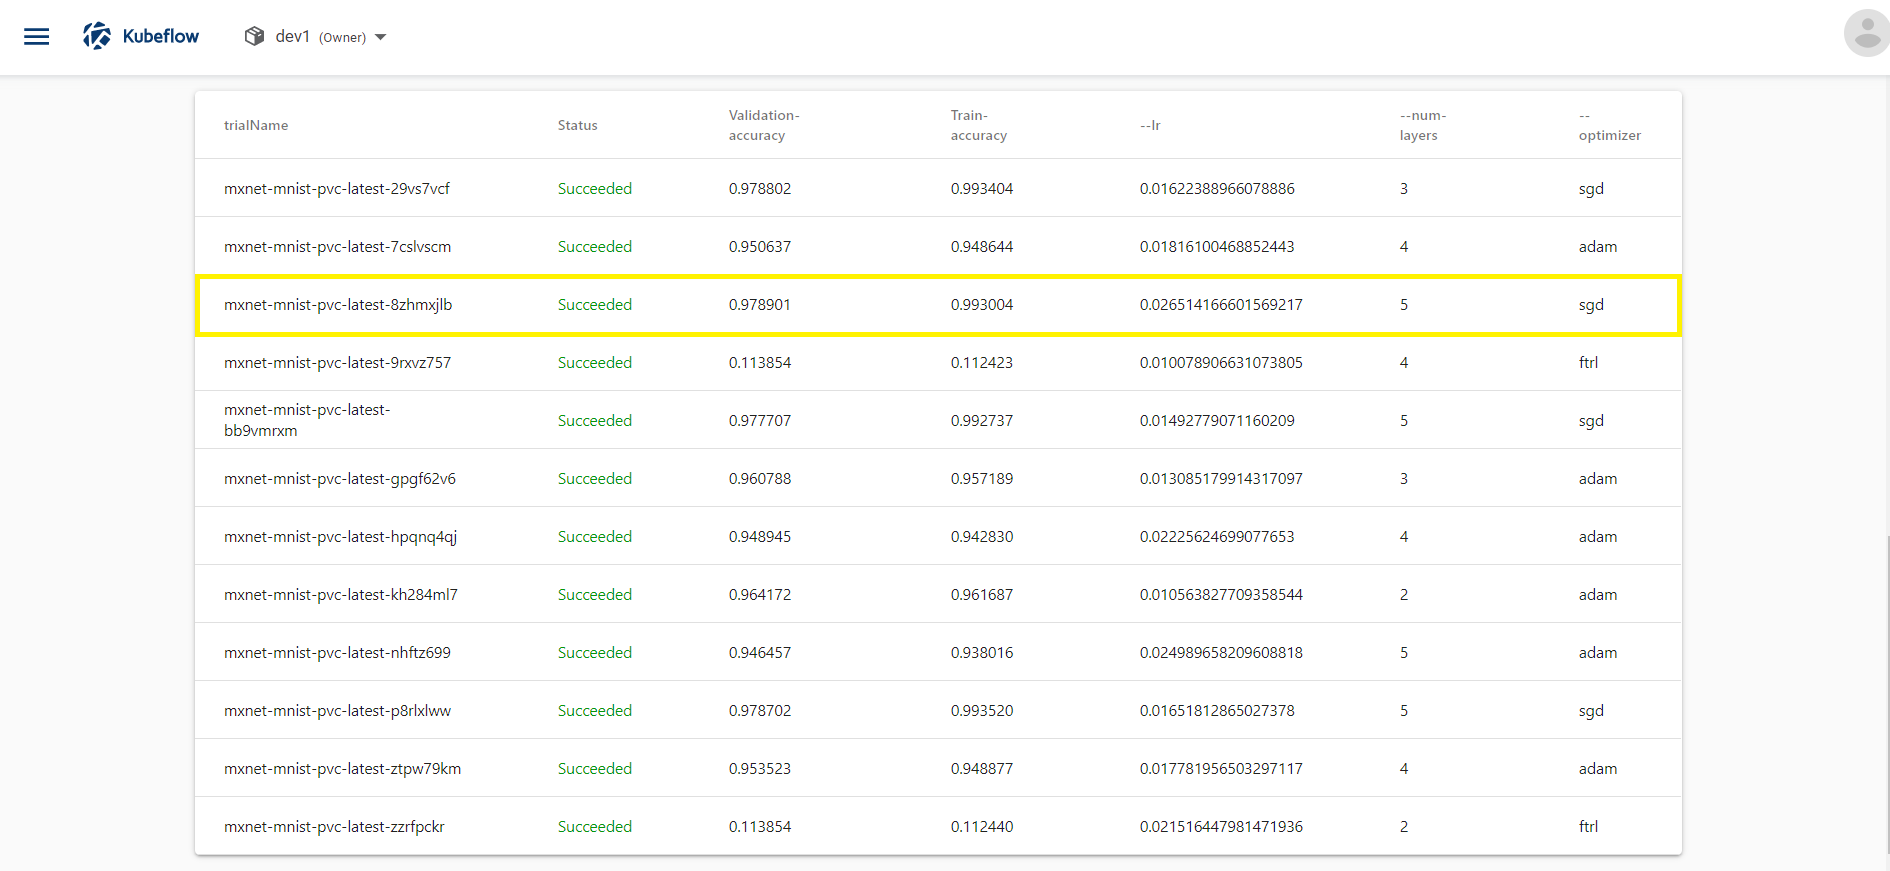 Kubeflow dev1 (Owner)
trialName Status Validation- Train- --lr --num- --
accuracy accuracy layers optimizer
mxnet-mnist-pvc-latest-29vs7vcf Succeeded 0.978802 0.993404 0.01622388966078886 3 sgd
mxnet-mnist-pvc-latest-7cslvscm Succeeded 0.950637 0.948644 0.01816100468852443 4 adam
mxnet-mnist-pvc-latest-8zhmxjlb Succeeded 0.978901 0.993004 0.026514166601569217 5 sgd
mxnet-mnist-pvc-latest-9rxvz757 Succeeded 0.113854 0.112423 0.010078906631073805 4 ftrl
mxnet-mnist-pvc-latest-
bb9vmrxm Succeeded 0.977707 0.992737 0.01492779071160209 5 sgd
mxnet-mnist-pvc-latest-gpgf62v6 Succeeded 0.960788 0.957189 0.013085179914317097 3 adam
mxnet-mnist-pvc-latest-hpqnq4qj Succeeded 0.948945 0.942830 0.02225624699077653 4 adam
mxnet-mnist-pvc-latest-kh284ml7 Succeeded 0.964172 0.961687 0.010563827709358544 2 adam
mxnet-mnist-pvc-latest-nhftz699 Succeeded 0.946457 0.938016 0.024989658209608818 5 adam
mxnet-mnist-pvc-latest-p8rlxlww Succeeded 0.978702 0.993520 0.01651812865027378 5 sgd
mxnet-mnist-pvc-latest-ztpw79km Succeeded 0.953523 0.948877 0.017781956503297117 4 adam
mxnet-mnist-pvc-latest-zzrfpckr Succeeded 0.113854 0.112440 0.021516447981471936 2 ftrl